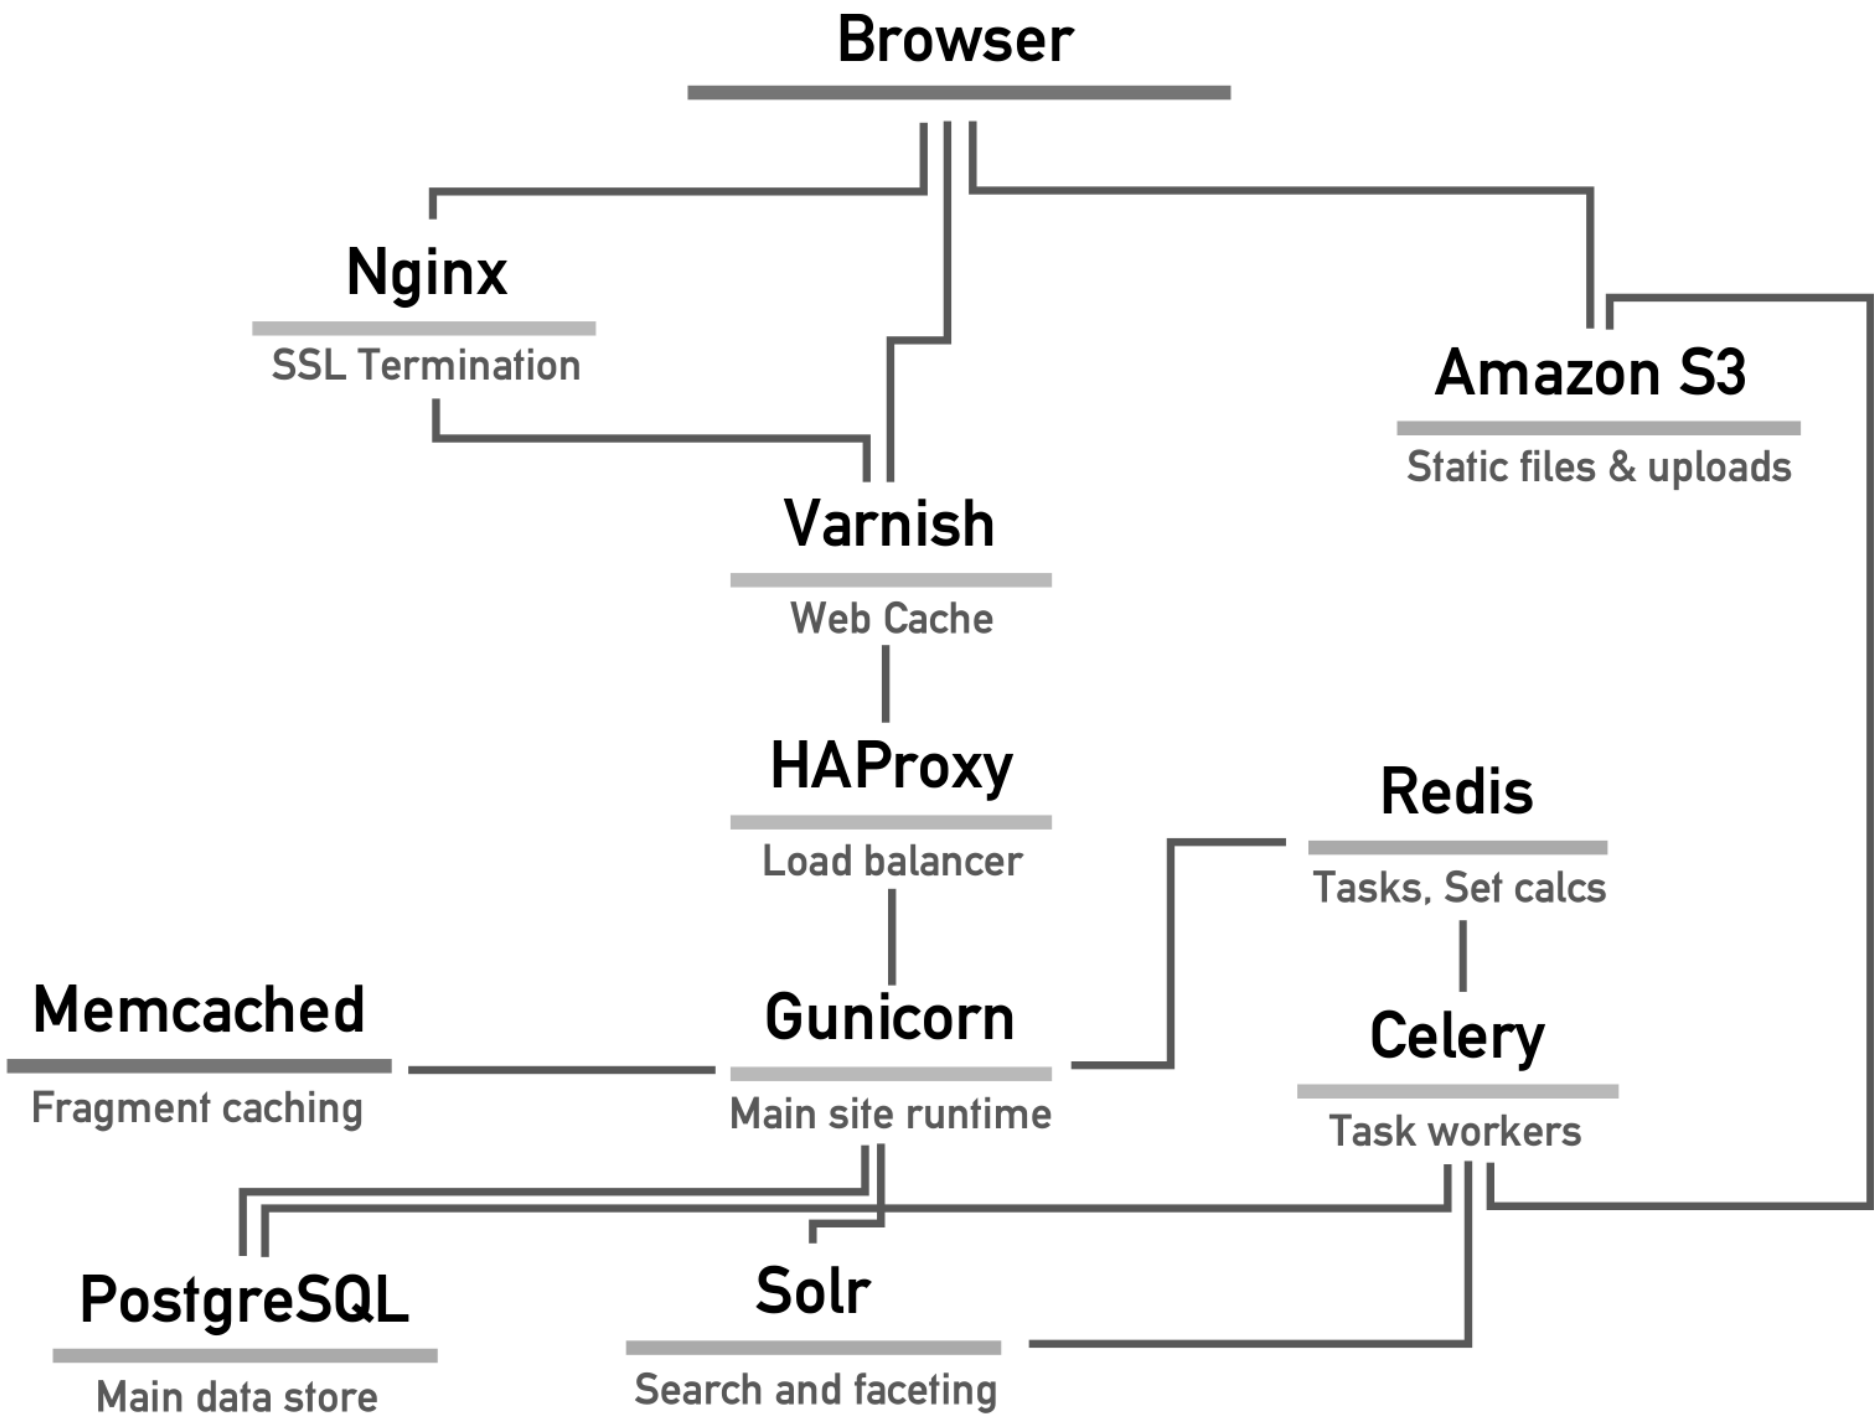 Browser
Nginx
SSL Termination
Amazon S3
Static files & uploads
Varnish
Web Cache
HAProxy
Load balancer
Redis
Tasks, Set calcs
Memcached
Fragment caching
Gunicorn
Main site runtime
Celery
Task workers
PostgreSQL
Main data store
Solr
Search and faceting